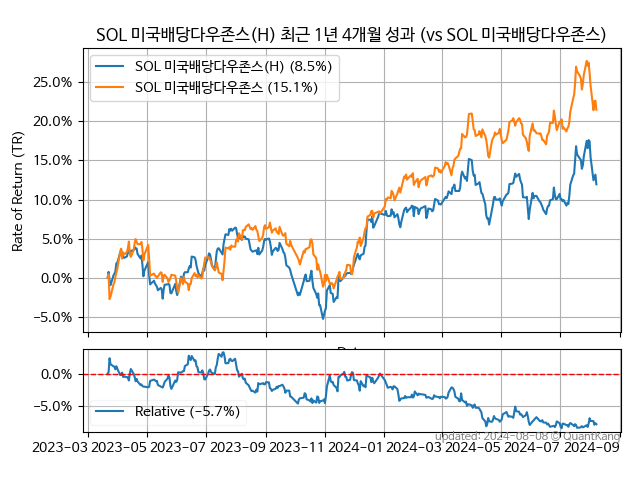 SOL 미국배당다우존스(H) 최근 1년 4개월 성과 (vs SOL 미국배당다우존스)
SOL 미국배당다우존스(H) (8.5%)
SOL 미국배당다우존스 (15.1%)
Rate of Return (TR)
25.0%
20.0%
15.0%
10.0%
5.0%
0.0%
−5.0%
0.0%
−5.0%
Relative (−5.7%)
updated: 2024-08-08 © QuantKang
2023-03 2023-05 2023-07 2023-09 2023-11 2024-01 2024-03 2024-05 2024-07 2024-09